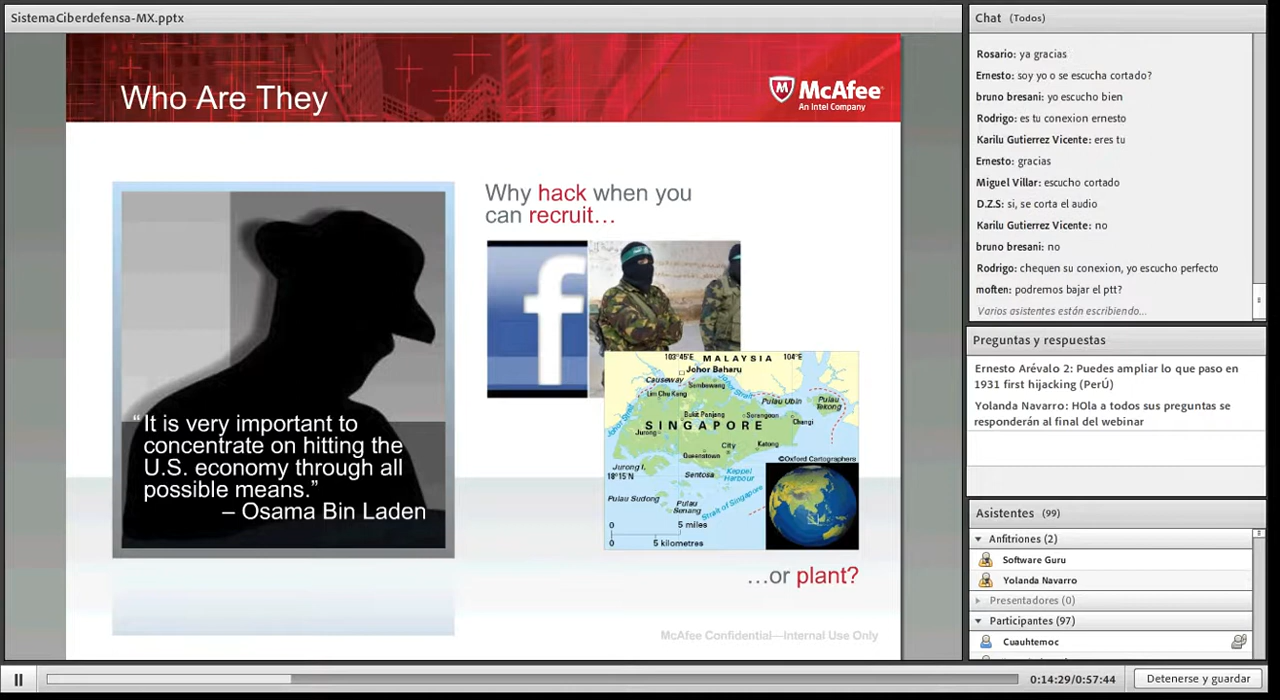 SistemaCiberdefensa-MX.pptx
Who Are They
McAfee
An Intel Company
Why hack when you
can recruit…
f
“It is very important to
concentrate on hitting the
U.S. economy through all
possible means.”
– Osama Bin Laden
103°45'E MALAYSIA 104°E
Johor Baharu
Causeway
Sembawang
Johor Strait
Lim Chu Kang
Pulau Ubin
Pulau
Tekong
Bukit Panjang
Serangoon
Changi
Jurong
SINGAPORE
City
Katong
Queenstown
©Oxford Cartographers
Jurong I.
Sentosa
Keppel
Harbour
Pulau Sudong
Pulau
Senang
Strait of Singapore
0 5 miles
0 5 kilometres
…or plant?
McAfee Confidential—Internal Use Only
Chat (Todos)
Rosario: ya gracias
Ernesto: soy yo o se escucha cortado?
bruno bresani: yo escucho bien
Rodrigo: es tu conexion ernesto
Karilu Gutierrez Vicente: eres tu
Ernesto: gracias
Miguel Villar: escucho cortado
D.Z.S: si, se corta el audio
Karilu Gutierrez Vicente: no
bruno bresani: no
Rodrigo: chequen su conexion, yo escucho perfecto
moften: podremos bajar el ptt?
Varios asistentes están escribiendo...
Preguntas y respuestas
Ernesto Arévalo 2: Puedes ampliar lo que paso en
1931 first hijacking (PerÚ)
Yolanda Navarro: HOla a todos sus preguntas se
responderán al final del webinar
Asistentes (99)
Anfitriones (2)
Software Guru
Yolanda Navarro
Presentadores (0)
Participantes (97)
Cuauhtemoc
0:14:29/0:57:44
Detenerse y guardar